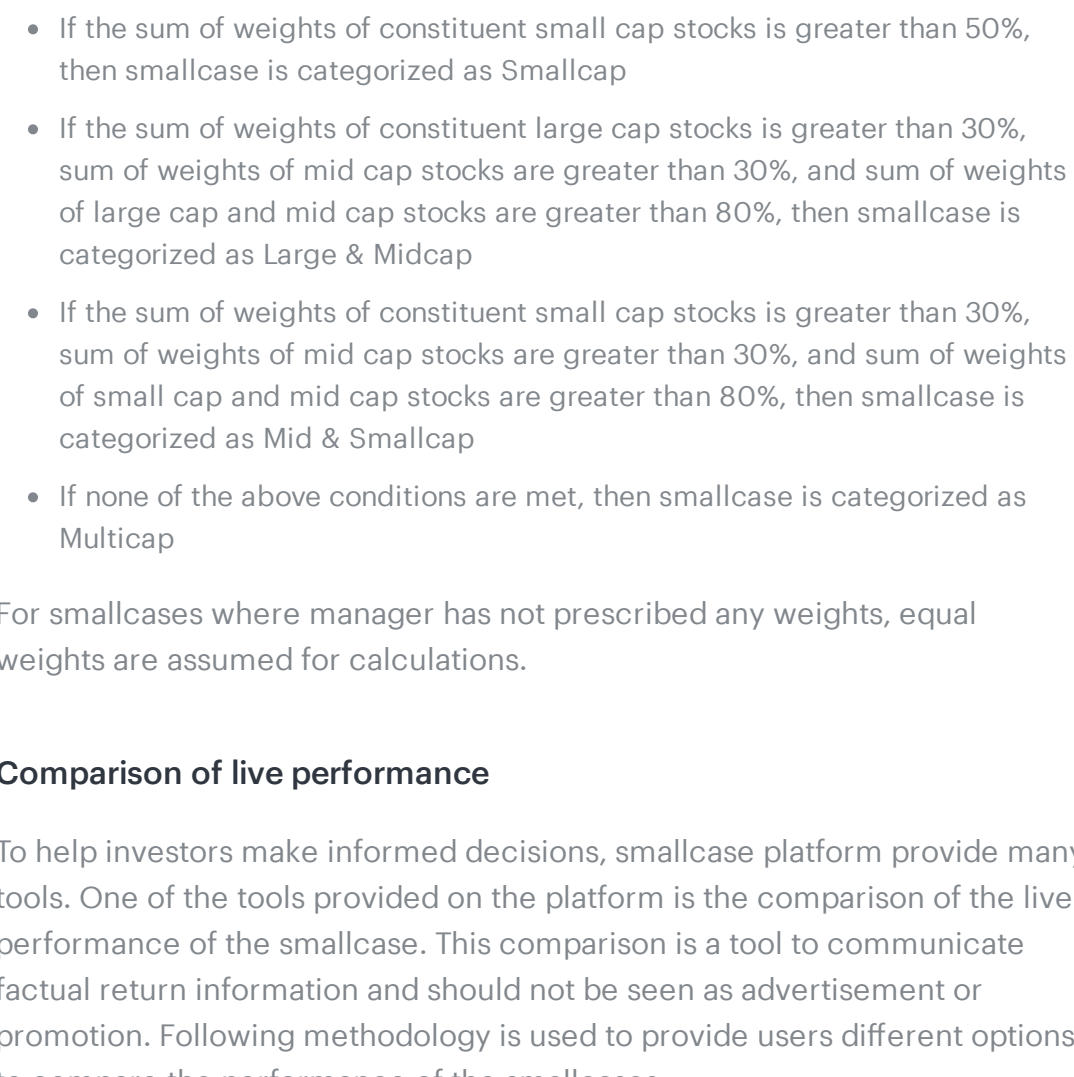 If the sum of weights of constituent small cap stocks is greater than 50%,
then smallcase is categorized as Smallcap
If the sum of weights of constituent large cap stocks is greater than 30%,
sum of weights of mid cap stocks are greater than 30%, and sum of weights
of large cap and mid cap stocks are greater than 80%, then smallcase is
categorized as Large & Midcap
If the sum of weights of constituent small cap stocks is greater than 30%,
sum of weights of mid cap stocks are greater than 30%, and sum of weights
of small cap and mid cap stocks are greater than 80%, then smallcase is
categorized as Mid & Smallcap
If none of the above conditions are met, then smallcase is categorized as
Multicap
For smallcases where manager has not prescribed any weights, equal
weights are assumed for calculations.
Comparison of live performance
To help investors make informed decisions, smallcase platform provide many
tools. One of the tools provided on the platform is the comparison of the live
performance of the smallcase. This comparison is a tool to communicate
factual return information and should not be seen as advertisement or
promotion. Following methodology is used to provide users different options
to compare the performance of the smallcases